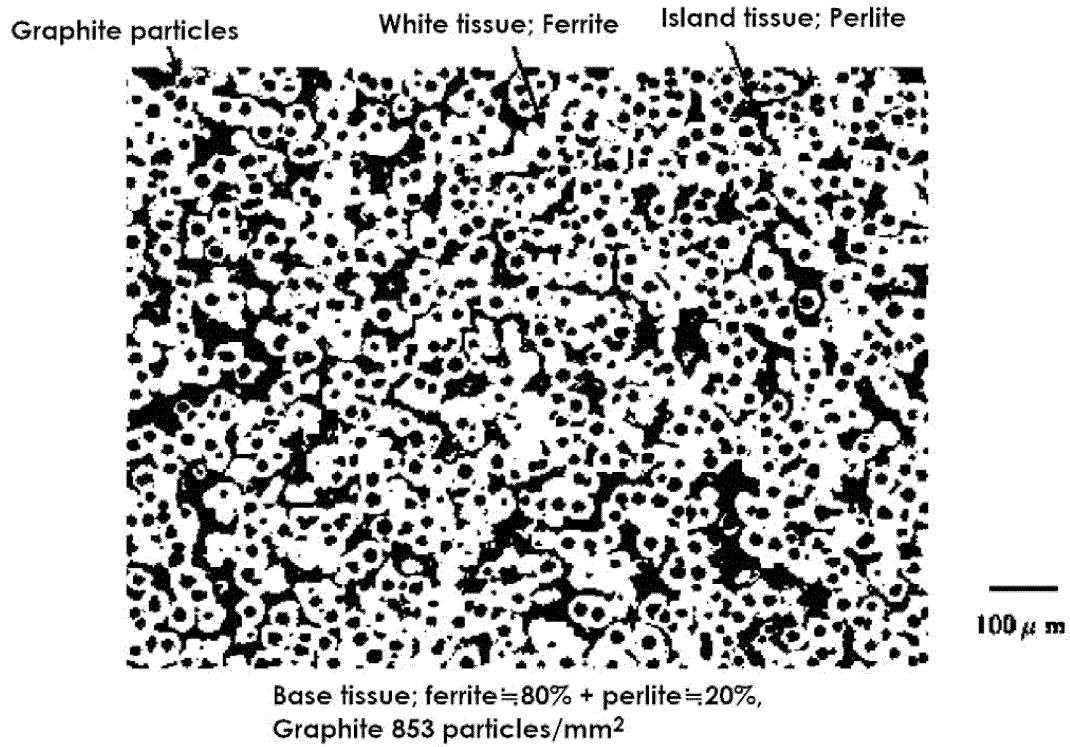 Graphite particles
White tissue; Ferrite
Island tissue; Perlite
100 μ m
Base tissue; ferrite≒80% + perlite≒20%,
Graphite 853 particles/mm²